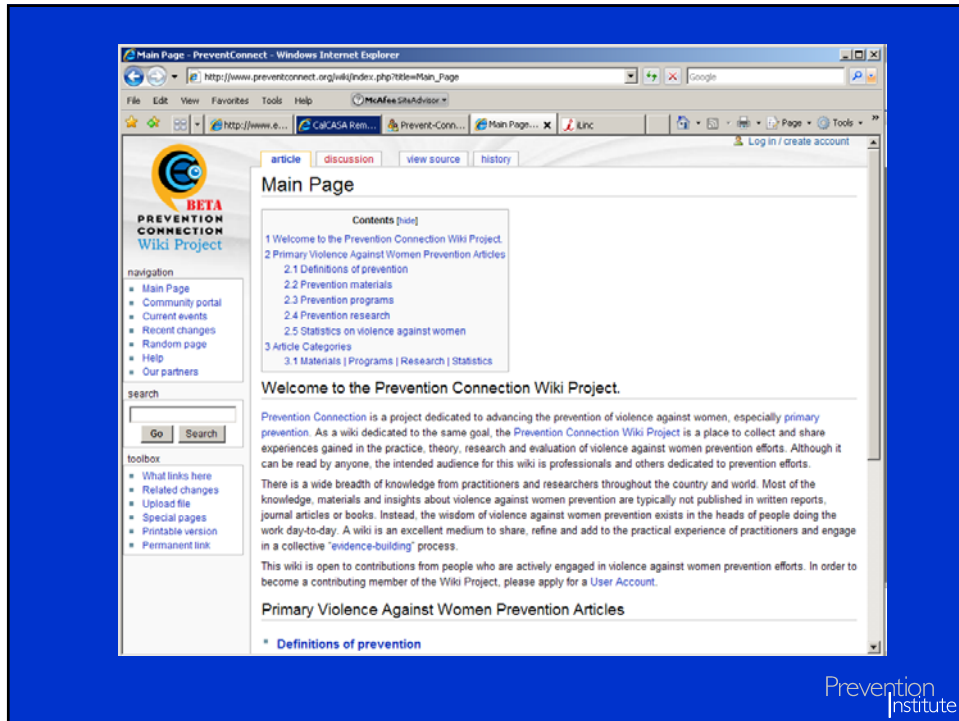 Main Page - PreventConnect - Windows Internet Explorer
http://www.preventconnect.org/wiki/index.php?title=Main_Page
Google
File Edit View Favorites Tools Help McAfee SiteAdvisor
http://www.e... CalCASA Rem... Prevent-Conn... Main Page... iLinc Page Tools
Log in / create account
article discussion view source history
BETA
PREVENTION
CONNECTION
Wiki Project
navigation
Main Page
Community portal
Current events
Recent changes
Random page
Help
Our partners
search
Go Search
toolbox
What links here
Related changes
Upload file
Special pages
Printable version
Permanent link
Main Page
Contents [hide]
1 Welcome to the Prevention Connection Wiki Project.
2 Primary Violence Against Women Prevention Articles
2.1 Definitions of prevention
2.2 Prevention materials
2.3 Prevention programs
2.4 Prevention research
2.5 Statistics on violence against women
3 Article Categories
3.1 Materials | Programs | Research | Statistics
Welcome to the Prevention Connection Wiki Project.
Prevention Connection is a project dedicated to advancing the prevention of violence against women, especially primary
prevention. As a wiki dedicated to the same goal, the Prevention Connection Wiki Project is a place to collect and share
experiences gained in the practice, theory, research and evaluation of violence against women prevention efforts. Although it
can be read by anyone, the intended audience for this wiki is professionals and others dedicated to prevention efforts.
There is a wide breadth of knowledge from practitioners and researchers throughout the country and world. Most of the
knowledge, materials and insights about violence against women prevention are typically not published in written reports,
journal articles or books. Instead, the wisdom of violence against women prevention exists in the heads of people doing the
work day-to-day. A wiki is an excellent medium to share, refine and add to the practical experience of practitioners and engage
in a collective "evidence-building" process.
This wiki is open to contributions from people who are actively engaged in violence against women prevention efforts. In order to
become a contributing member of the Wiki Project, please apply for a User Account.
Primary Violence Against Women Prevention Articles
Definitions of prevention
Prevention
Institute